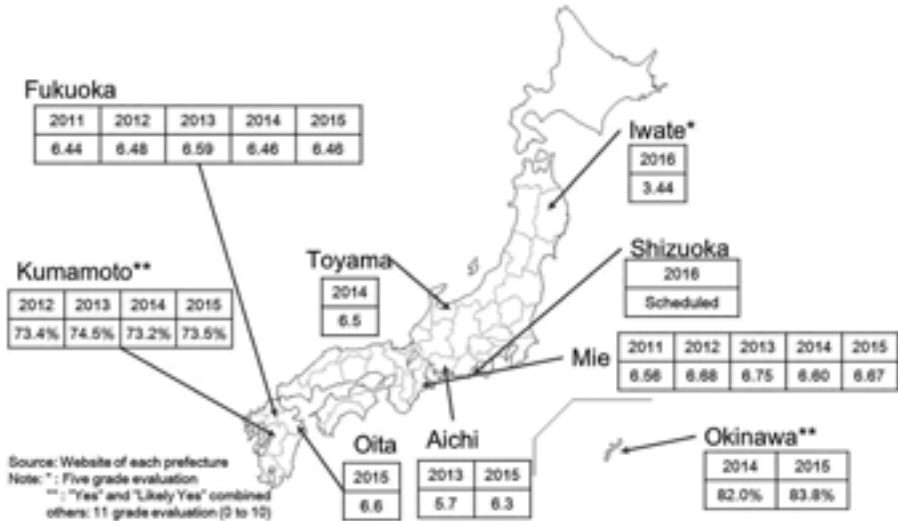 Fukuoka
2011 2012 2013 2014 2015
6.44 6.48 6.59 6.46 6.46
Iwate*
2016
3.44
Kumamoto**
2012 2013 2014 2015
73.4% 74.5% 73.2% 73.5%
Toyama
2014
6.5
Shizuoka
2016
Scheduled
Mie
2011 2012 2013 2014 2015
6.56 6.68 6.75 6.60 6.67
Oita
2015
6.6
Aichi
2013 2015
5.7 6.3
Okinawa**
2014 2015
82.0% 83.8%
Source: Website of each prefecture
Note: * : Five grade evaluation
** : "Yes" and "Likely Yes" combined
others: 11 grade evaluation (0 to 10)